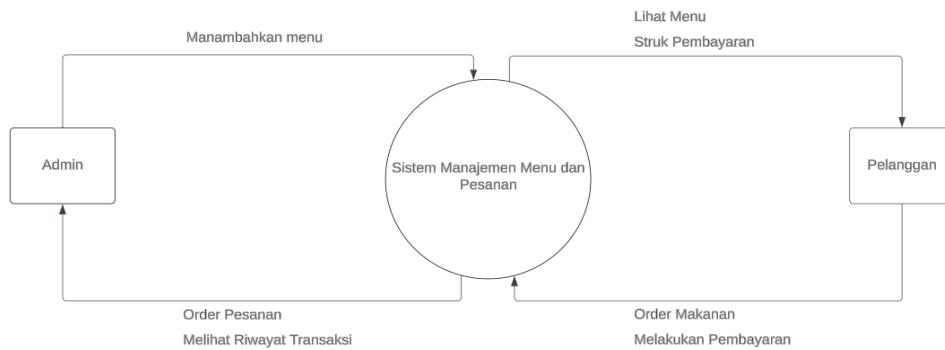 Manambahkan menu
Lihat Menu
Struk Pembayaran
Admin
Sistem Manajemen Menu dan
Pesanan
Pelanggan
Order Pesanan
Melihat Riwayat Transaksi
Order Makanan
Melakukan Pembayaran